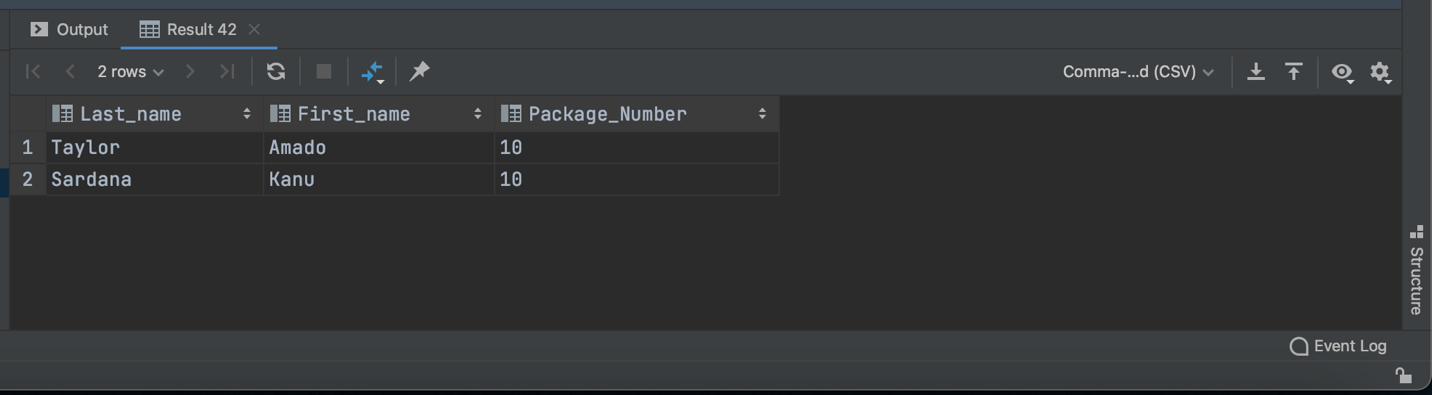 Output Result 42
2 rows Comma-...d (CSV)
Last_name First_name Package_Number
1 Taylor Amado 10
2 Sardana Kanu 10
Structure
Event Log